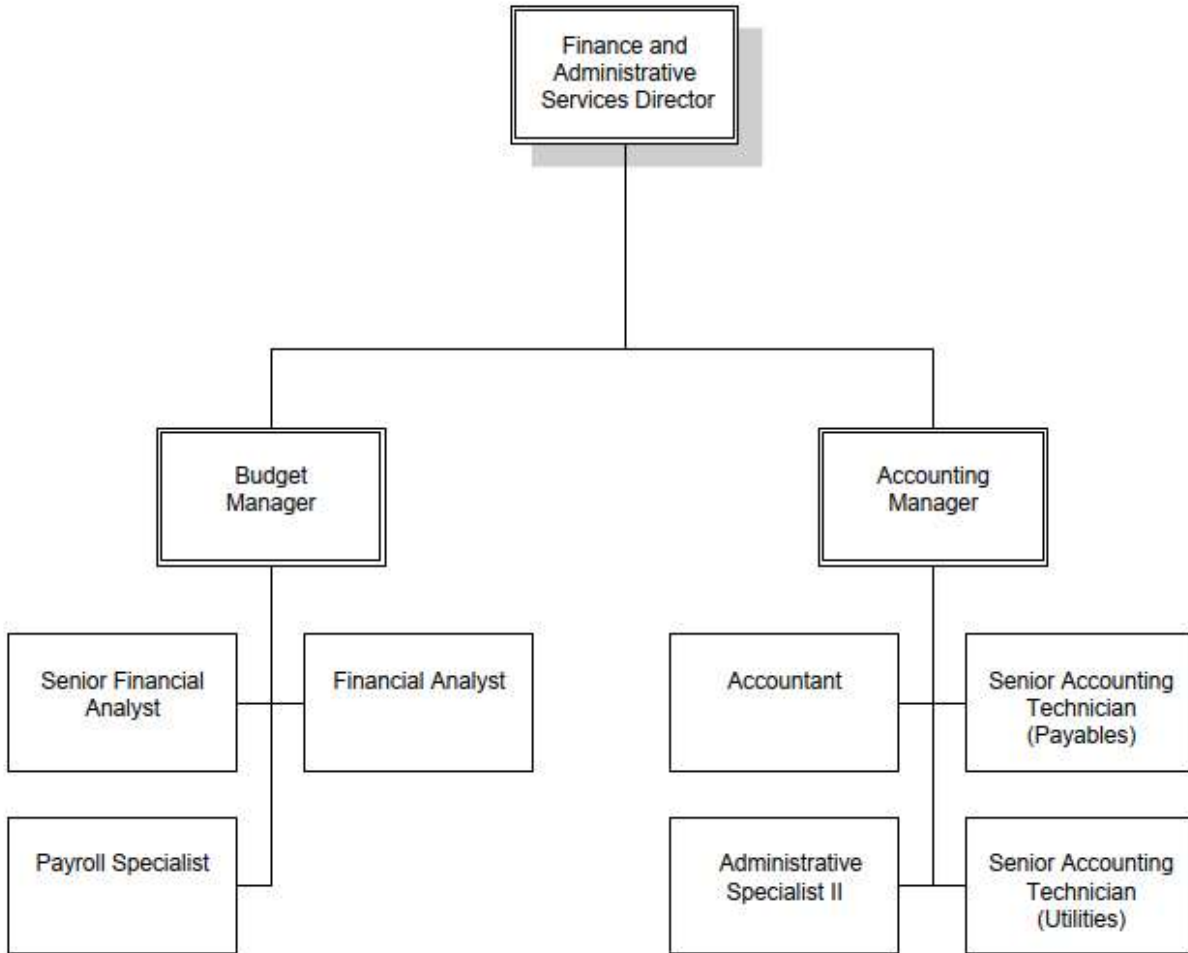 Finance and
Administrative
Services Director
Budget
Manager
Accounting
Manager
Senior Financial
Analyst
Financial Analyst
Accountant
Senior Accounting
Technician
(Payables)
Payroll Specialist
Administrative
Specialist II
Senior Accounting
Technician
(Utilities)